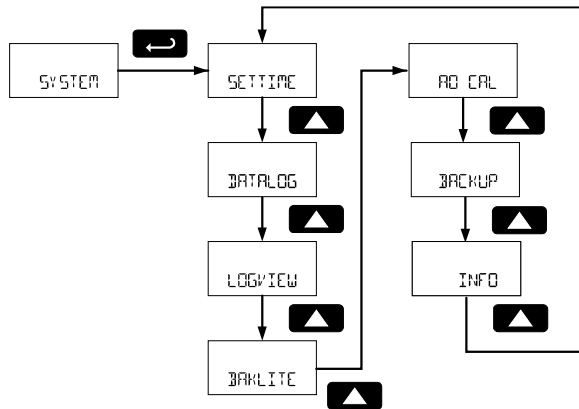 SYSTEM
SETTIME
DATALOG
LOGVIEW
BAKLITE
AO CAL
BACKUP
INFO